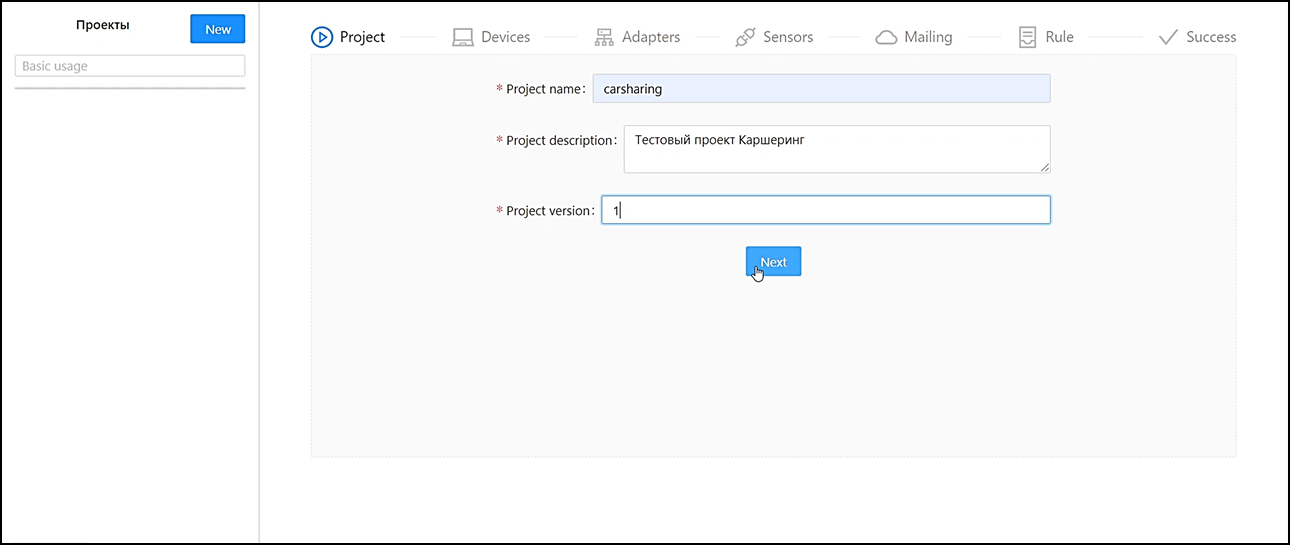 Проекты
New
Basic usage
Project
Devices
Adapters
Sensors
Mailing
Rule
Success
* Project name:
carsharing
* Project description:
Тестовый проект Каршеринг
* Project version:
1
Next